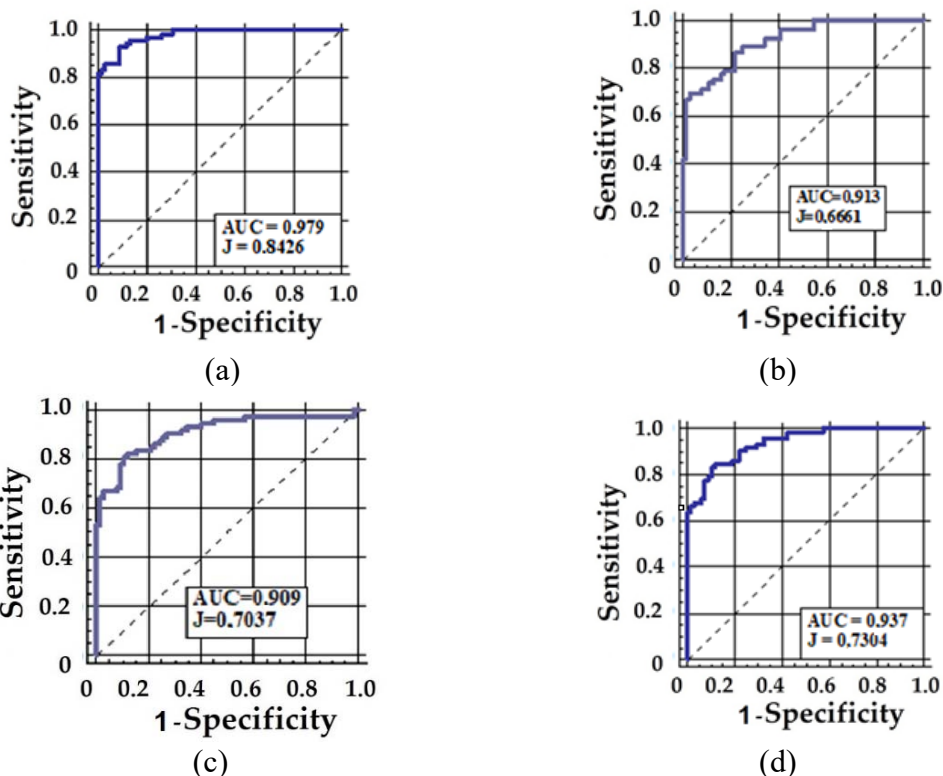 1.0
0.8
0.6
0.4
0.2
0
Sensitivity
AUC = 0.979
J = 0.8426
0 0.2 0.4 0.6 0.8 1.0
1-Specificity
(a)
1.0
0.8
0.6
0.4
0.2
0
Sensitivity
AUC=0.913
J=0.6661
0 0.2 0.4 0.6 0.8 1.0
1-Specificity
(b)
1.0
0.8
0.6
0.4
0.2
0
Sensitivity
AUC=0.909
J=0.7037
0 0.2 0.4 0.6 0.8 1.0
1-Specificity
(c)
1.0
0.8
0.6
0.4
0.2
0
Sensitivity
AUC = 0.937
J = 0.7304
0 0.2 0.4 0.6 0.8 1.0
1-Specificity
(d)